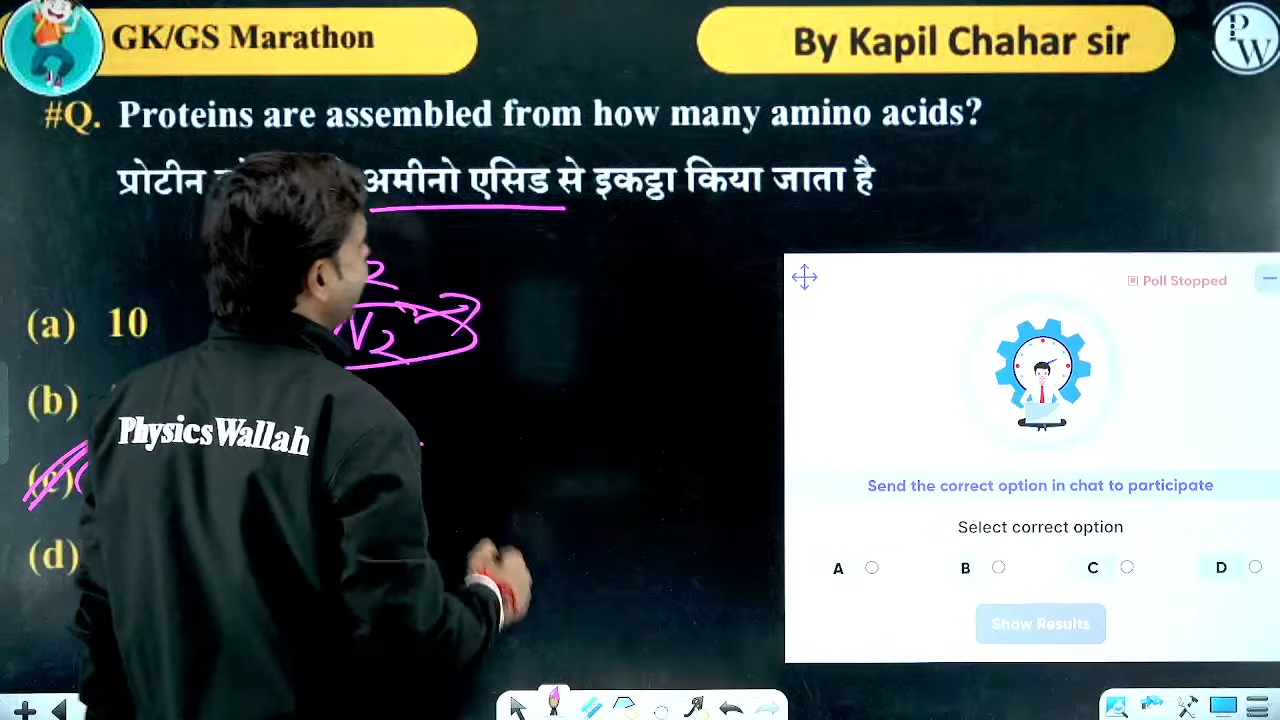 GK/GS Marathon
By Kapil Chahar sir
PW
#Q. Proteins are assembled from how many amino acids?
प्रोटीन अमीनो एसिड से इकट्ठा किया जाता है
(a) 10
(b)
(c)
(d)
PhysicsWallah
Poll Stopped
Send the correct option in chat to participate
Select correct option
A B C D
Show Results